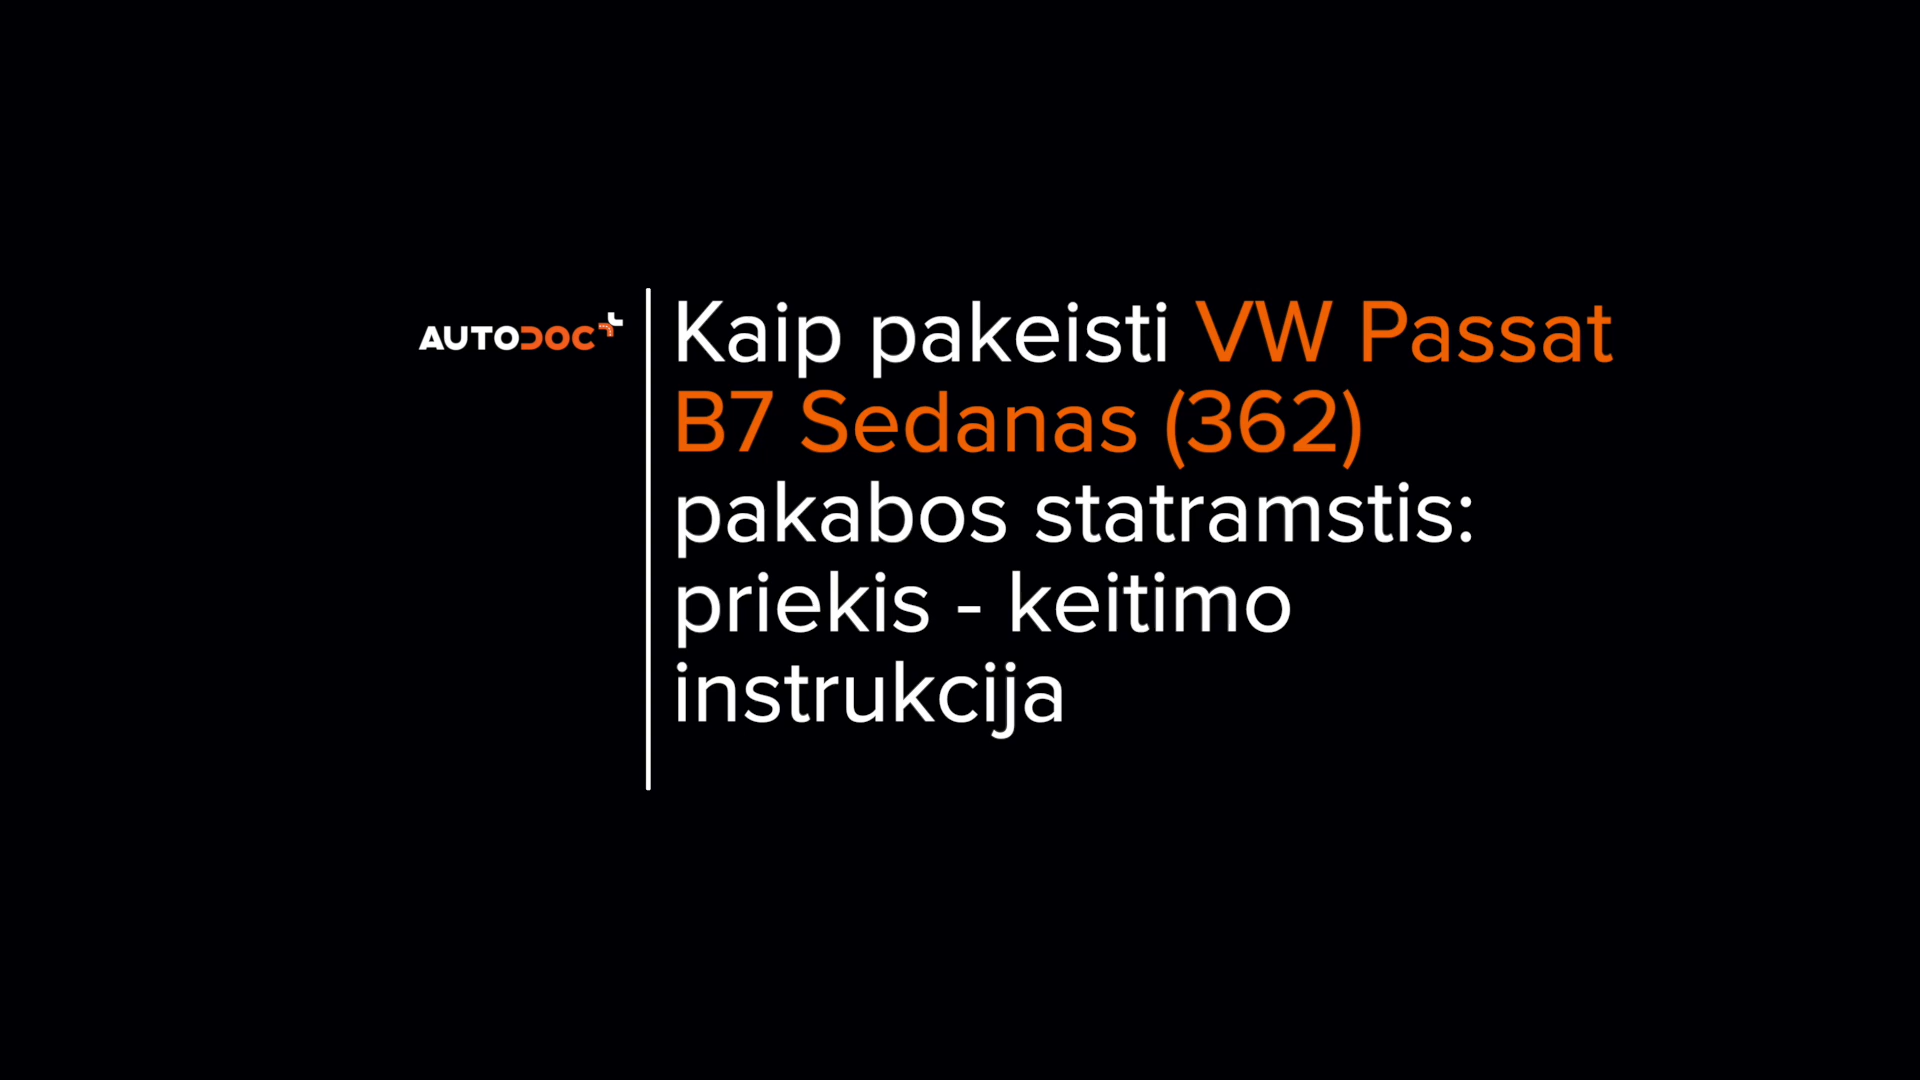 AUTODOC
Kaip pakeisti VW Passat
B7 Sedanas (362)
pakabos statramstis:
priekis - keitimo
instrukcija